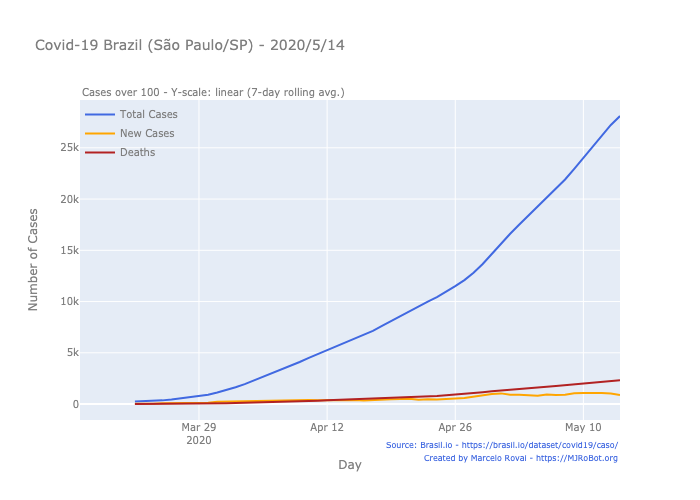 Covid-19 Brazil (São Paulo/SP) - 2020/5/14
Cases over 100 - Y-scale: linear (7-day rolling avg.)
Total Cases
New Cases
Deaths
25k
20k
15k
10k
5k
0
Number of Cases
Mar 29
2020
Apr 12
Apr 26
May 10
Day
Source: Brasil.io - https://brasil.io/dataset/covid19/caso/
Created by Marcelo Rovai - https://MJRoBot.org